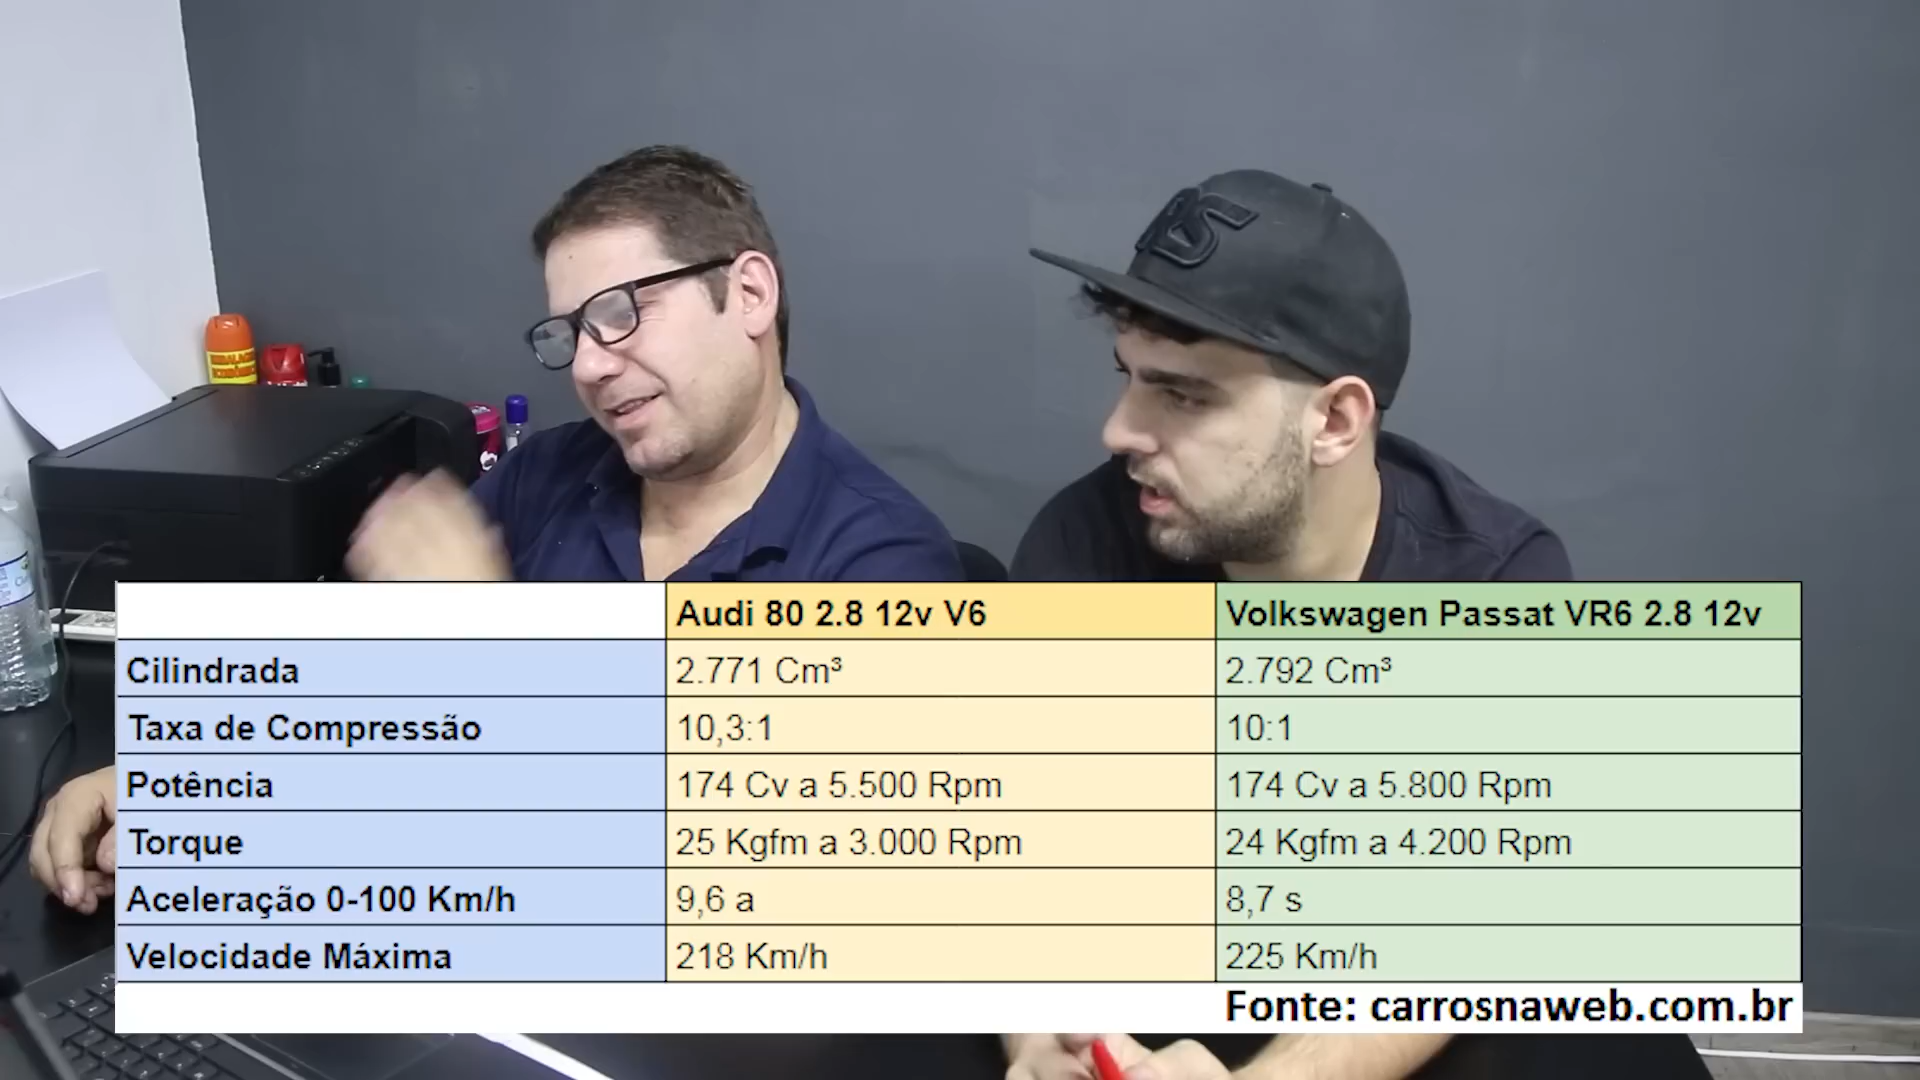 RS
Audi 80 2.8 12v V6
Volkswagen Passat VR6 2.8 12v
Cilindrada
2.771 Cm³
2.792 Cm³
Taxa de Compressão
10,3:1
10:1
Potência
174 Cv a 5.500 Rpm
174 Cv a 5.800 Rpm
Torque
25 Kgfm a 3.000 Rpm
24 Kgfm a 4.200 Rpm
Aceleração 0-100 Km/h
9,6 a
8,7 s
Velocidade Máxima
218 Km/h
225 Km/h
Fonte: carrosnaweb.com.br